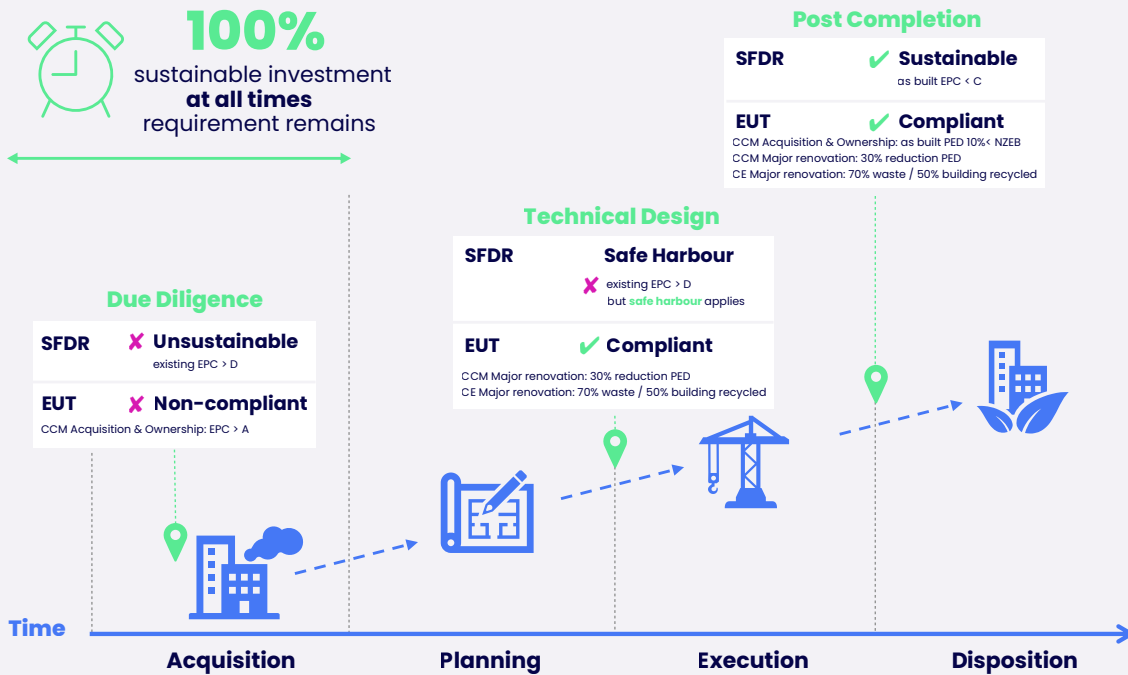 100%
sustainable investment
at all times
requirement remains
Post Completion
SFDR ✔ Sustainable
as built EPC < C
EUT ✔ Compliant
CCM Acquisition & Ownership: as built PED 10%< NZEB
CCM Major renovation: 30% reduction PED
CE Major renovation: 70% waste / 50% building recycled
Technical Design
SFDR Safe Harbour
✘ existing EPC > D
but safe harbour applies
EUT ✔ Compliant
CCM Major renovation: 30% reduction PED
CE Major renovation: 70% waste / 50% building recycled
Due Diligence
SFDR ✘ Unsustainable
existing EPC > D
EUT ✘ Non-compliant
CCM Acquisition & Ownership: EPC > A
Time
Acquisition Planning Execution Disposition